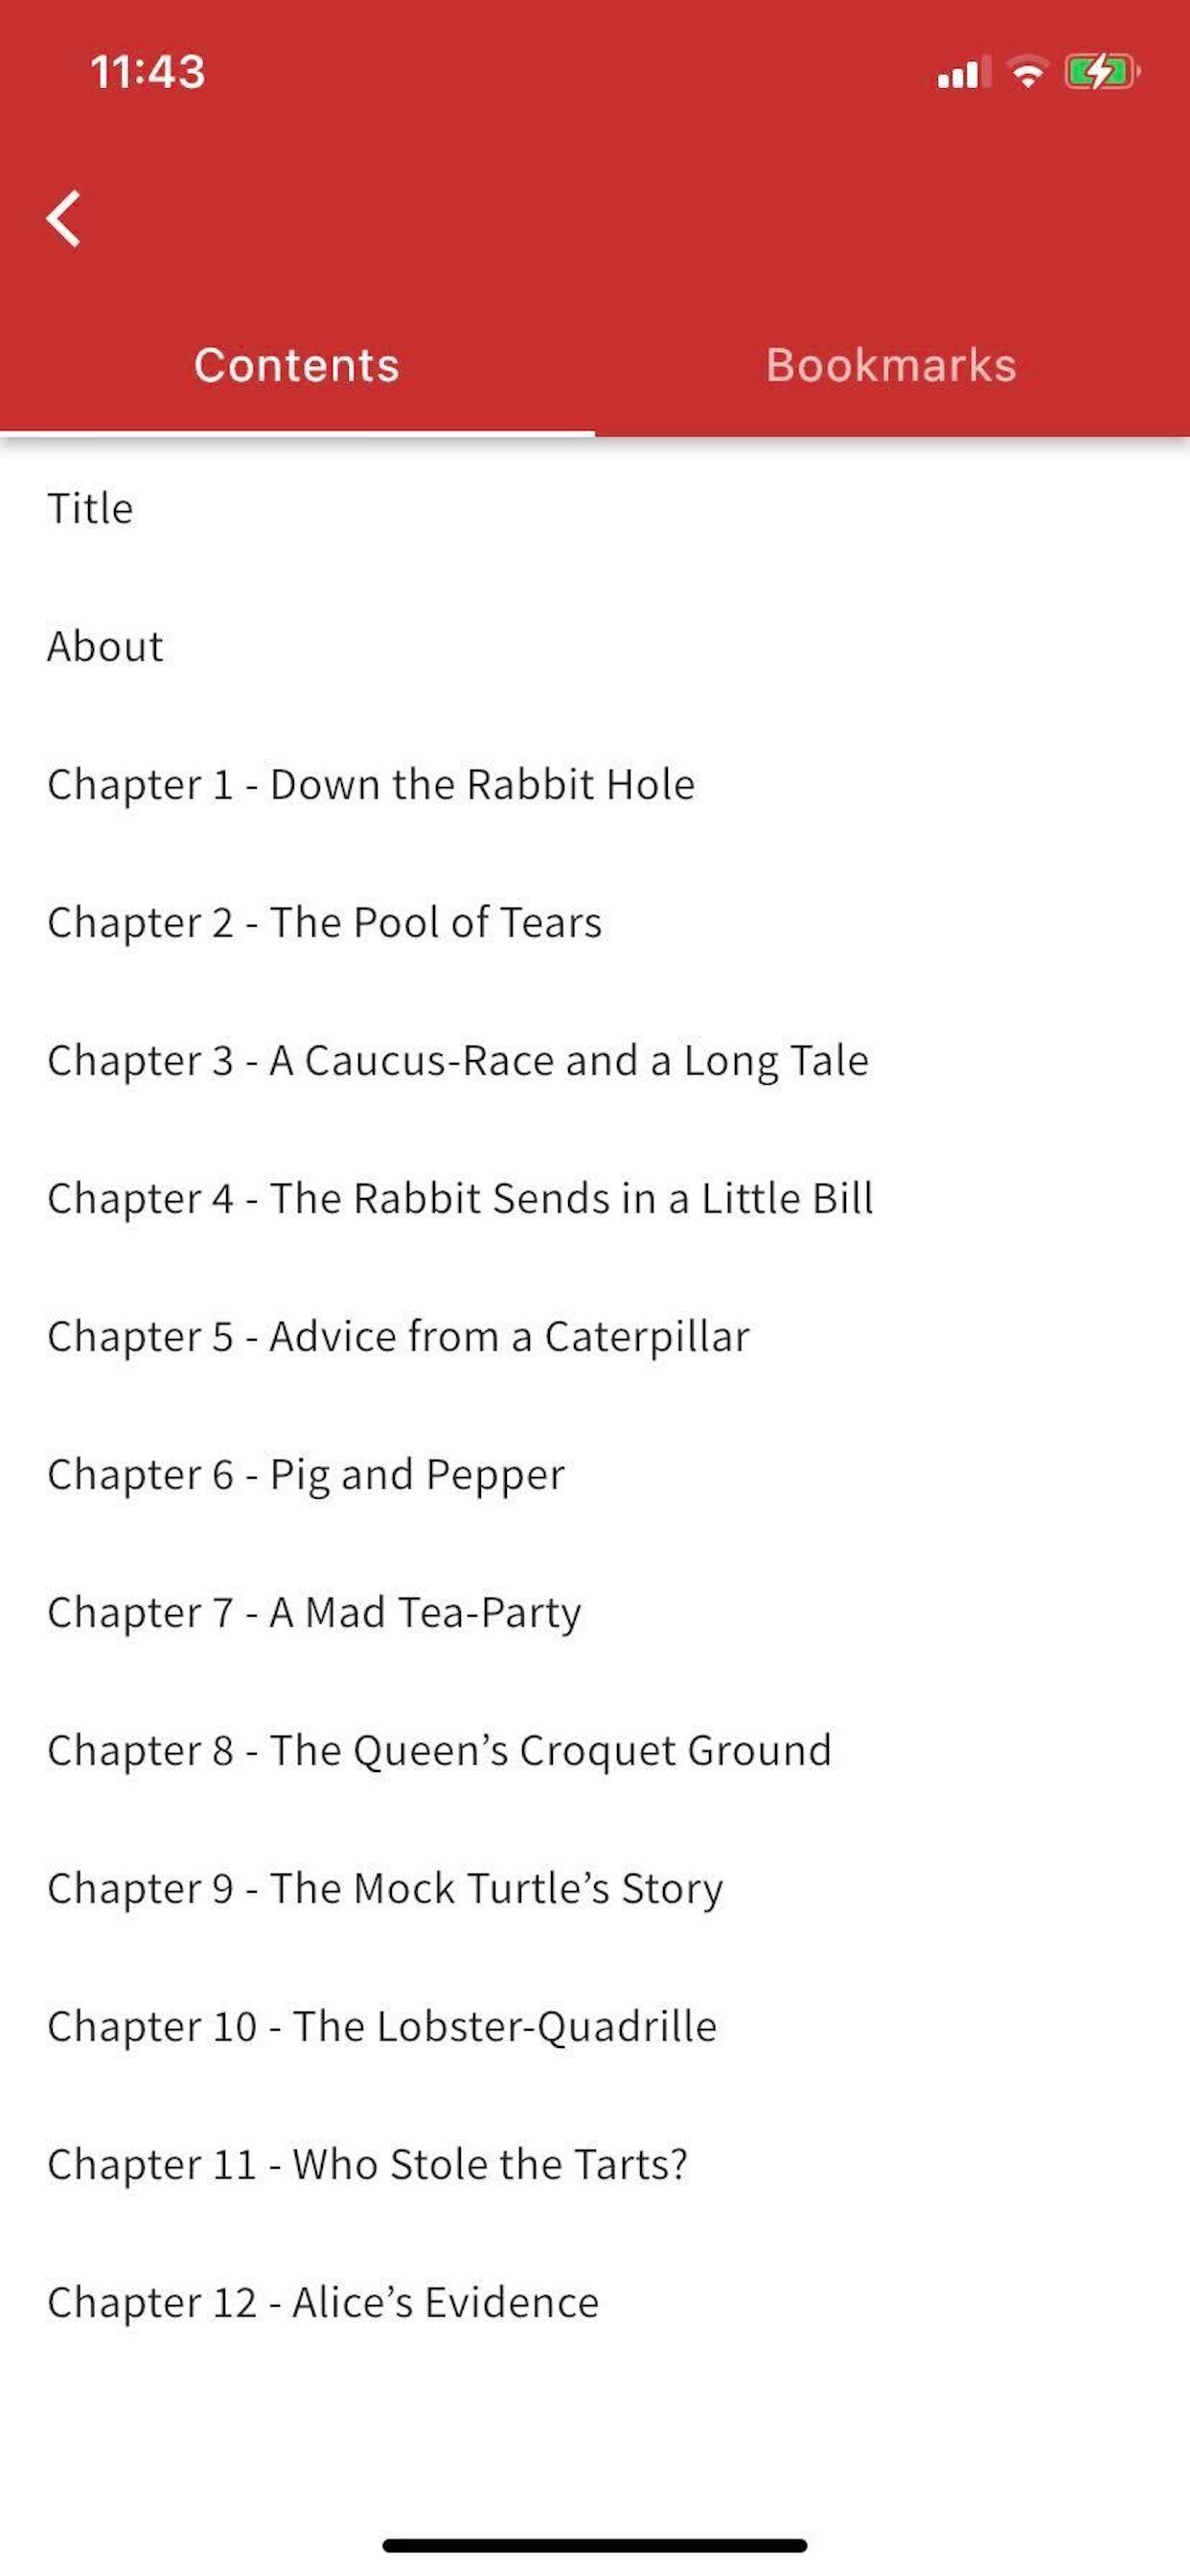 11:43
Contents Bookmarks
Title
About
Chapter 1 - Down the Rabbit Hole
Chapter 2 - The Pool of Tears
Chapter 3 - A Caucus-Race and a Long Tale
Chapter 4 - The Rabbit Sends in a Little Bill
Chapter 5 - Advice from a Caterpillar
Chapter 6 - Pig and Pepper
Chapter 7 - A Mad Tea-Party
Chapter 8 - The Queen’s Croquet Ground
Chapter 9 - The Mock Turtle’s Story
Chapter 10 - The Lobster-Quadrille
Chapter 11 - Who Stole the Tarts?
Chapter 12 - Alice’s Evidence